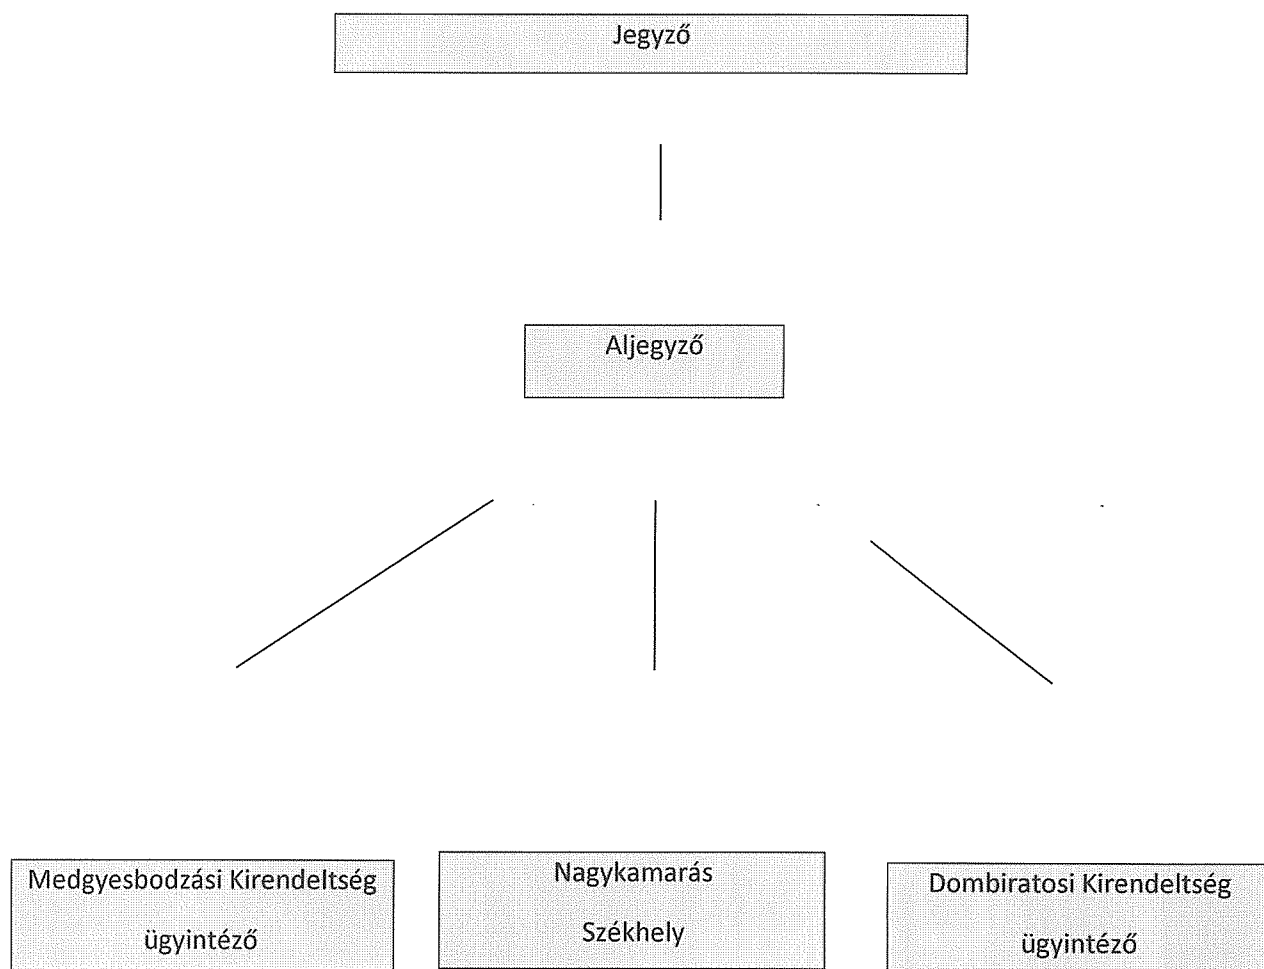 Jegyző
Aljegyző
Medgyesbodzási Kirendeltség
ügyintéző
Nagykamarás
Székhely
Dombiratosi Kirendeltség
ügyintéző